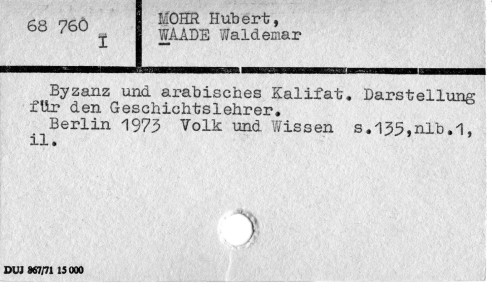 68 760
I
MOHR Hubert,
WAADE Waldemar
Byzanz und arabisches Kalifat. Darstellung
für den Geschichtslehrer.
Berlin 1973 Volk und Wissen s.135,nlb.1,
il.
DUJ 867/71 15 000